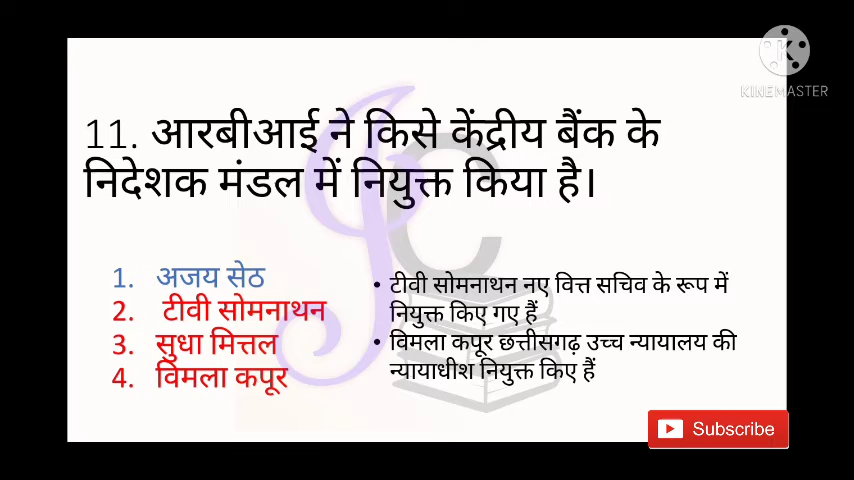 KINEMASTER
11. आरबीआई ने किसे केंद्रीय बैंक के
निदेशक मंडल में नियुक्त किया है।
1. अजय सेठ
2. टीवी सोमनाथन
3. सुधा मित्तल
4. विमला कपूर
• टीवी सोमनाथन नए वित्त सचिव के रूप में
नियुक्त किए गए हैं
• विमला कपूर छत्तीसगढ़ उच्च न्यायालय की
न्यायाधीश नियुक्त किए हैं
Subscribe